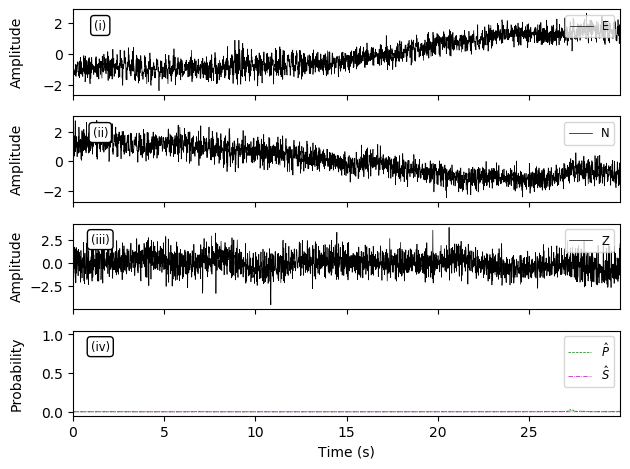 (i)
E
Amplitude
2
0
−2
(ii)
N
Amplitude
2
0
−2
(iii)
Z
Amplitude
2.5
0.0
−2.5
(iv)
P̂
Ŝ
Probability
1.0
0.5
0.0
0 5 10 15 20 25
Time (s)